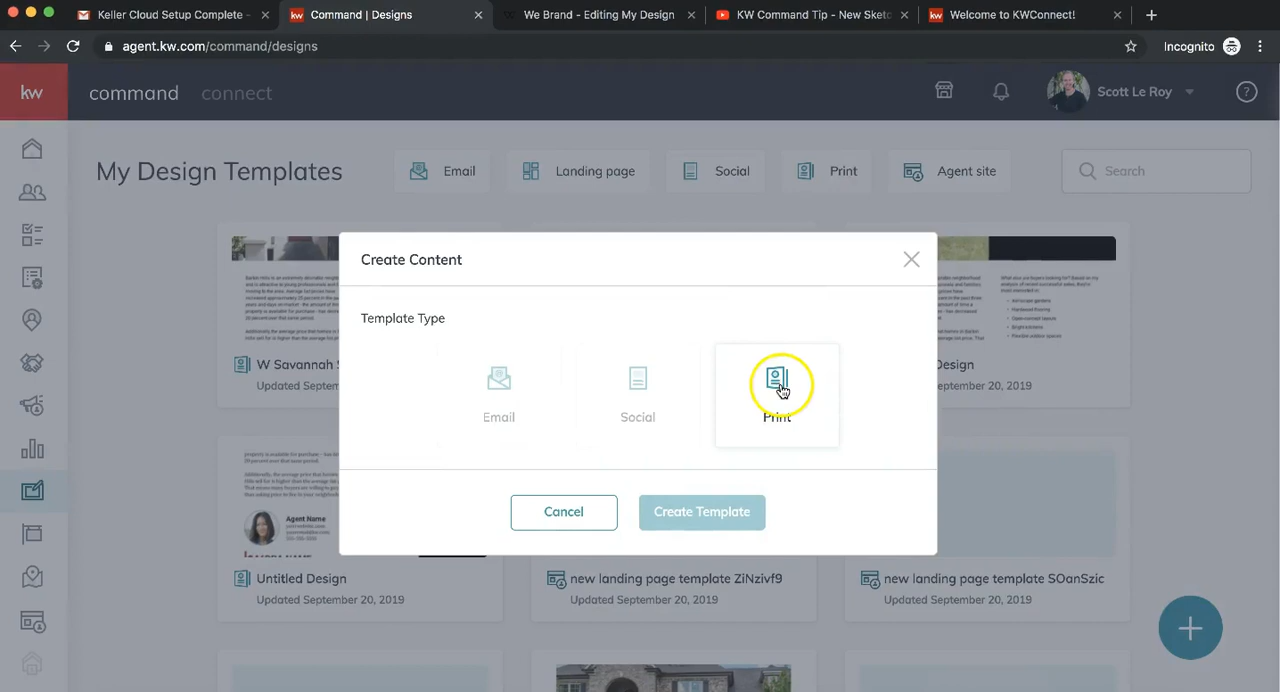 Keller Cloud Setup Complete -
Command | Designs
We Brand - Editing My Design
KW Command Tip - New Sketc
Welcome to KWConnect!
agent.kw.com/command/designs
Incognito
kw
command
connect
Scott Le Roy
?
My Design Templates
Email
Landing page
Social
Print
Agent site
Search
Create Content
Template Type
Email
Social
Print
Cancel
Create Template
W Savannah S
Updated Septem
Design
eptember 20, 2019
Agent Name
Untitled Design
Updated September 20, 2019
new landing page template ZiNzivf9
Updated September 20, 2019
new landing page template SOanSzic
Updated September 20, 2019